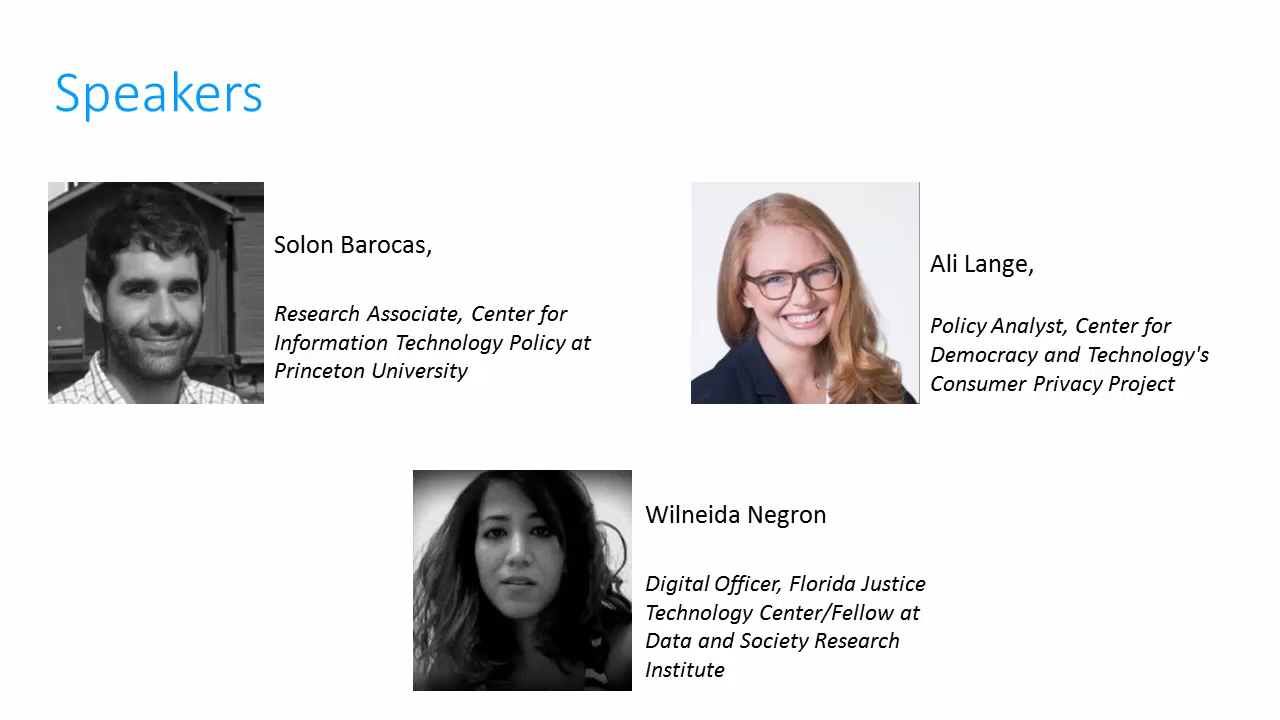 Speakers
Solon Barocas,
Research Associate, Center for
Information Technology Policy at
Princeton University
Ali Lange,
Policy Analyst, Center for
Democracy and Technology's
Consumer Privacy Project
Wilneida Negron
Digital Officer, Florida Justice
Technology Center/Fellow at
Data and Society Research
Institute